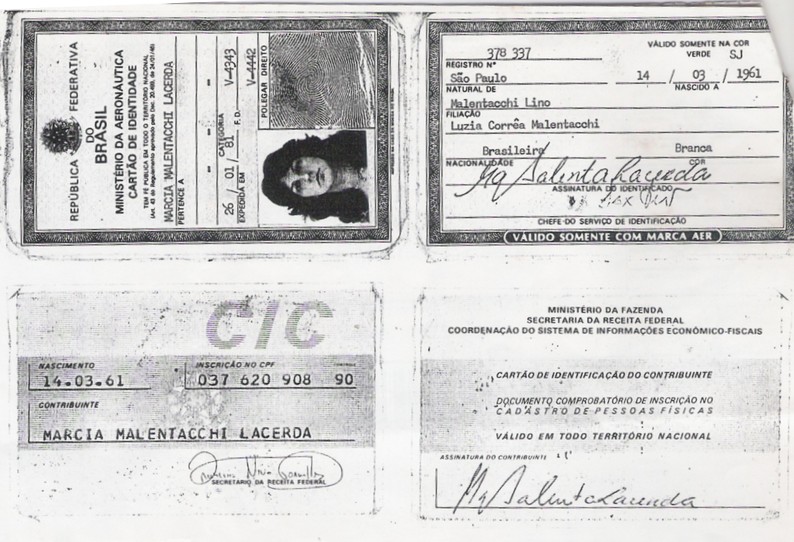 REPÚBLICA FEDERATIVA
DO
BRASIL
MINISTÉRIO DA AERONÁUTICA
CARTÃO DE IDENTIDADE
TEM FÉ PÚBLICA EM TODO O TERRITÓRIO NACIONAL
MARCIA MALENTACCHI LACERDA
PERTENCE A
CATEGORIA
26 / 01 / 81
EXPEDIDA EM
F. D.
V-4343
V-4442
POLEGAR DIREITO
VÁLIDO SOMENTE NA COR
VERDE SJ
378 337
REGISTRO Nº
São Paulo
14 / 03 / 1961
NATURAL DE
NASCIDO A
Malentacchi Lino
FILIAÇÃO
Luzia Corrêa Malentacchi
Brasileira Branca
NACIONALIDADE CÔR
ASSINATURA DO IDENTIFICADO
CHEFE DO SERVIÇO DE IDENTIFICAÇÃO
VÁLIDO SOMENTE COM MARCA AER
CIC
NASCIMENTO INSCRIÇÃO NO CPF CONTROLE
14.03.61 037 620 908 90
CONTRIBUINTE
MARCIA MALENTACCHI LACERDA
SECRETÁRIO DA RECEITA FEDERAL
MINISTÉRIO DA FAZENDA
SECRETARIA DA RECEITA FEDERAL
COORDENAÇÃO DO SISTEMA DE INFORMAÇÕES ECONÔMICO-FISCAIS
CARTÃO DE IDENTIFICAÇÃO DO CONTRIBUINTE
DOCUMENTO COMPROBATÓRIO DE INSCRIÇÃO NO
CADASTRO DE PESSOAS FÍSICAS
VÁLIDO EM TODO TERRITÓRIO NACIONAL
ASSINATURA DO CONTRIBUINTE